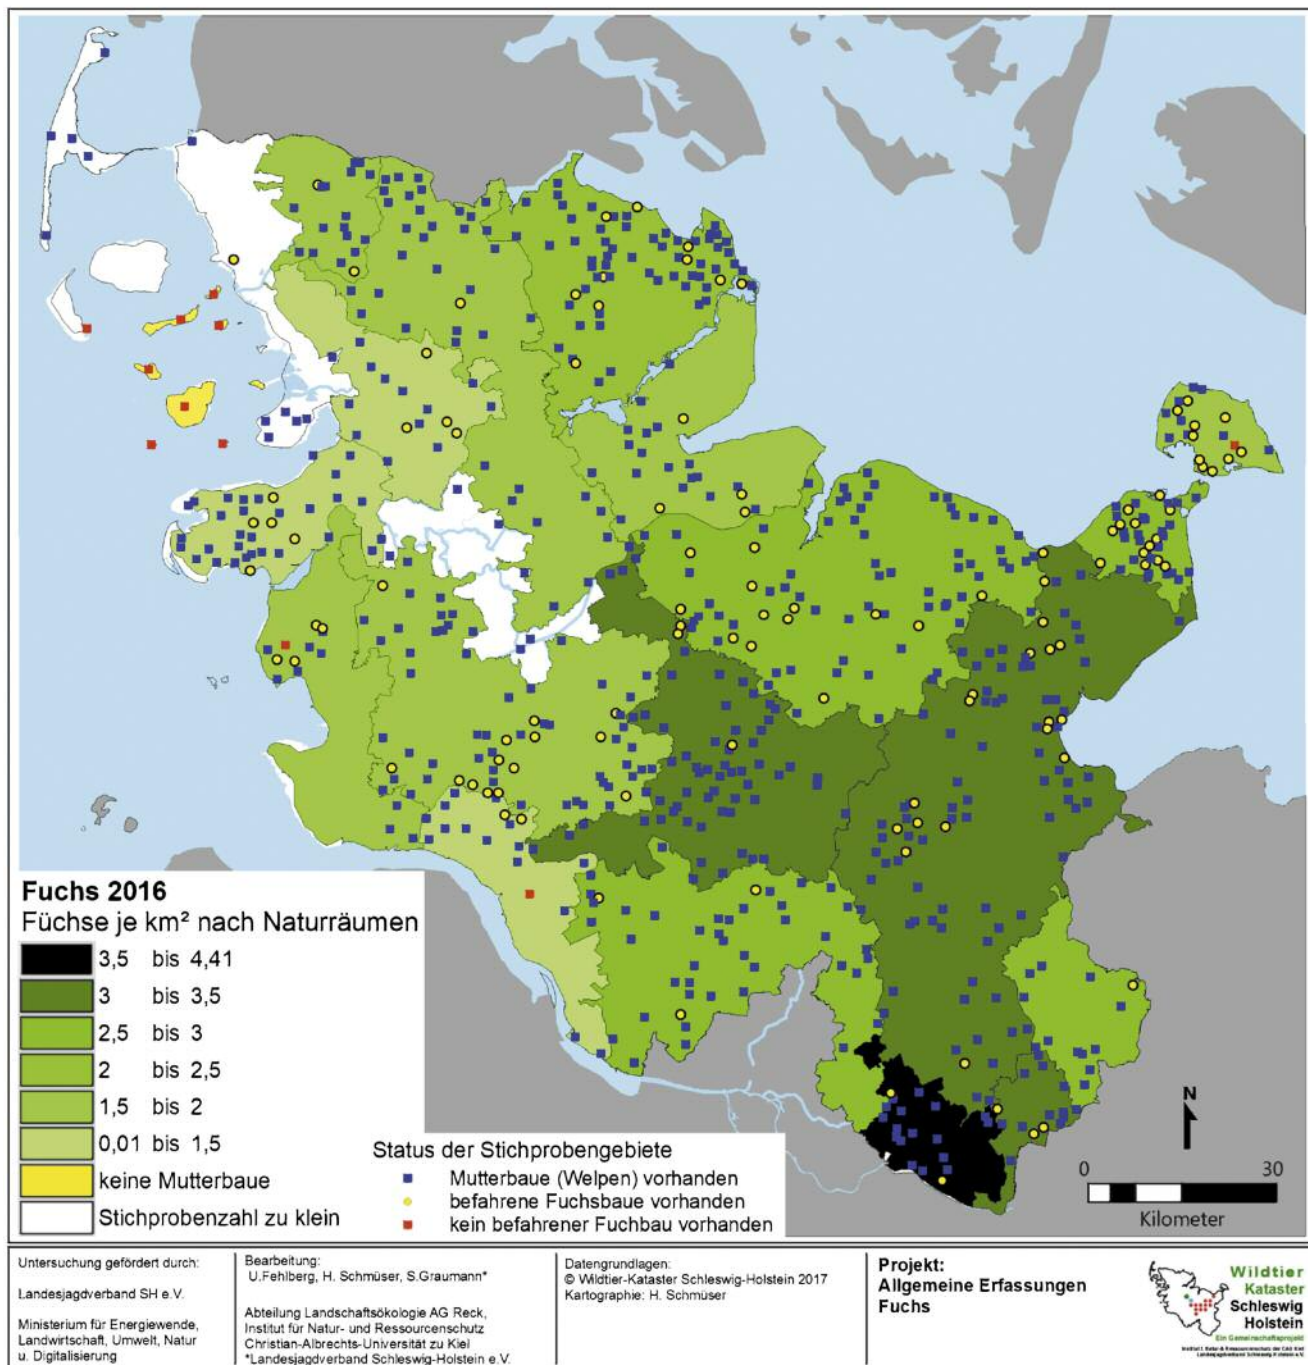 Fuchs 2016
Füchse je km² nach Naturräumen
3,5 bis 4,41
3 bis 3,5
2,5 bis 3
2 bis 2,5
1,5 bis 2
0,01 bis 1,5
keine Mutterbaue
Stichprobenzahl zu klein
Status der Stichprobengebiete
Mutterbaue (Welpen) vorhanden
befahrene Fuchsbaue vorhanden
kein befahrener Fuchbau vorhanden
N
0 30
Kilometer
Untersuchung gefördert durch:
Landesjagdverband SH e.V.
Ministerium für Energiewende,
Landwirtschaft, Umwelt, Natur
u. Digitalisierung
Bearbeitung:
U.Fehlberg, H. Schmüser, S.Graumann*
Abteilung Landschaftsökologie AG Reck,
Institut für Natur- und Ressourcenschutz
Christian-Albrechts-Universität zu Kiel
*Landesjagdverband Schleswig-Holstein e.V.
Datengrundlagen:
© Wildtier-Kataster Schleswig-Holstein 2017
Kartographie: H. Schmüser
Projekt:
Allgemeine Erfassungen
Fuchs
Wildtier
Kataster
Schleswig
Holstein
Ein Gemeinschaftsprojekt